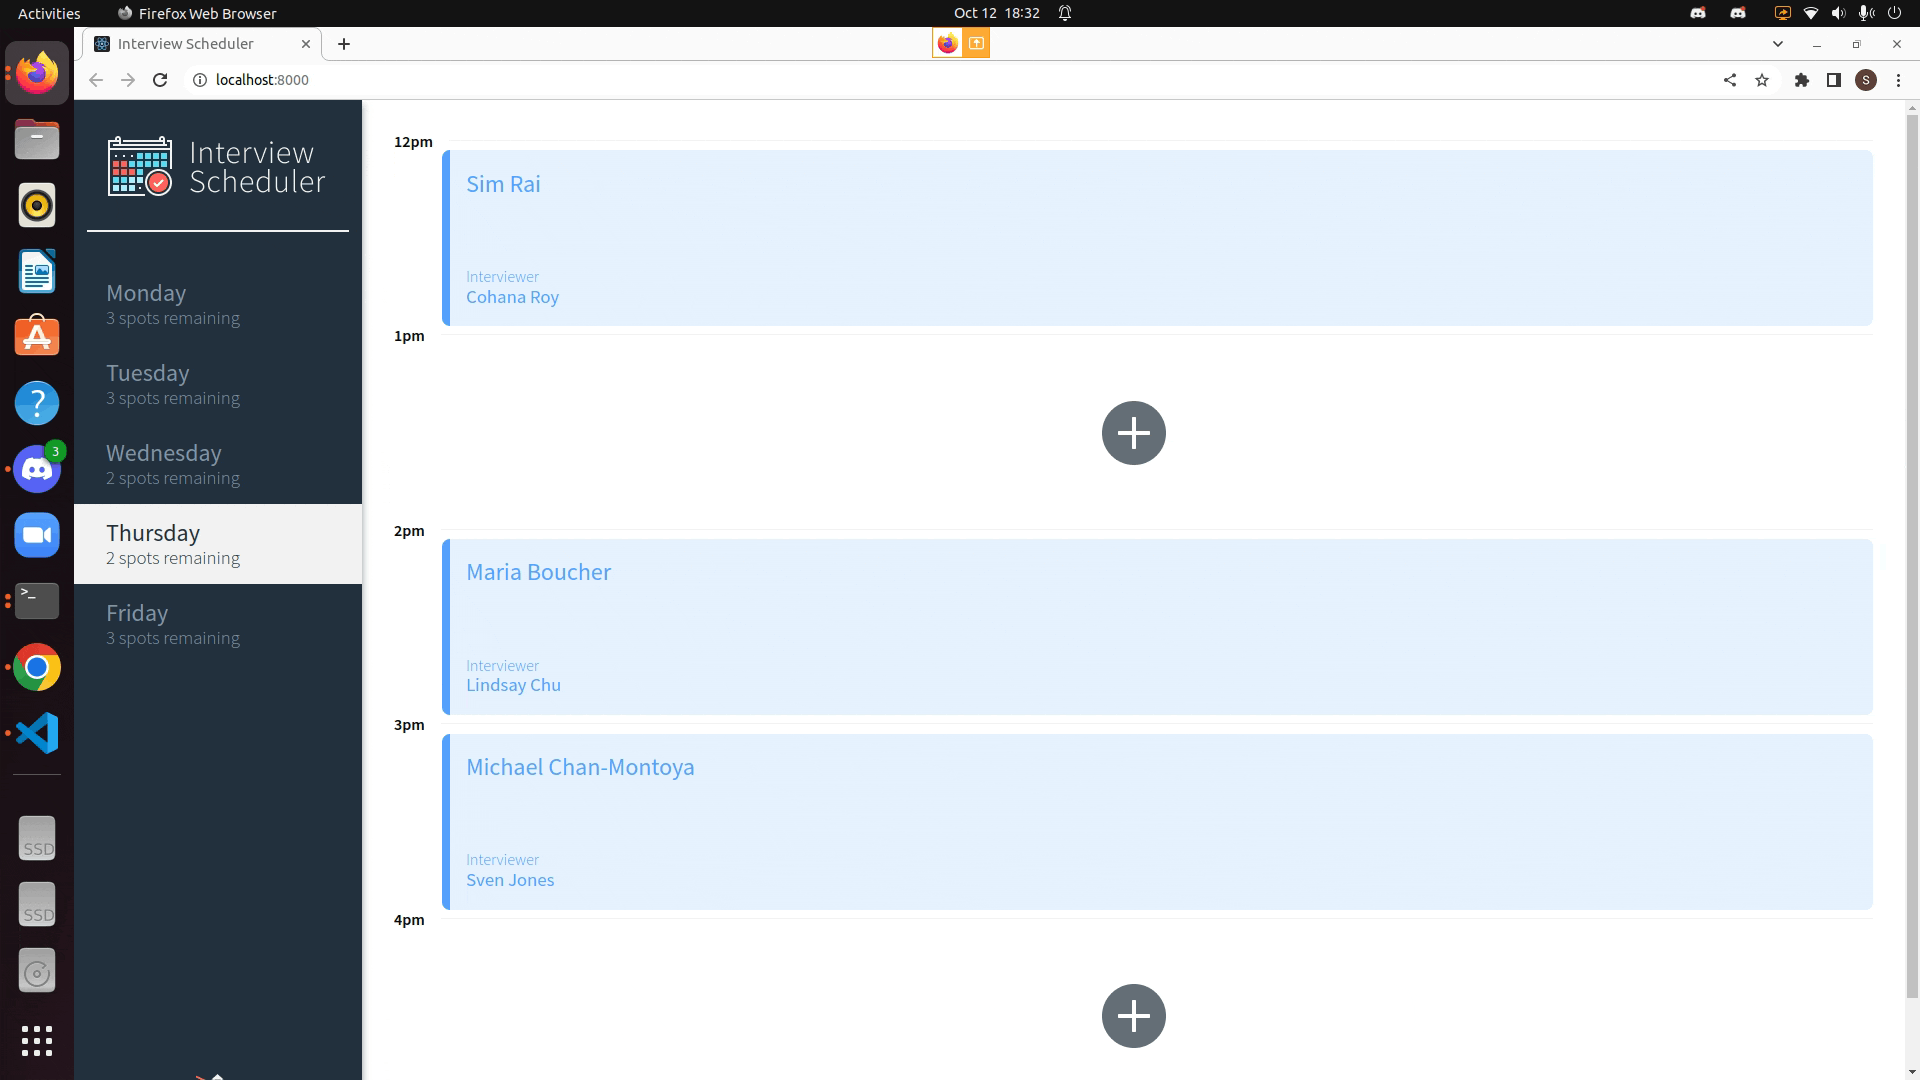 Activities
Firefox Web Browser
Oct 12 18:32
Interview Scheduler
localhost:8000
S
Interview
Scheduler
Monday
3 spots remaining
Tuesday
3 spots remaining
Wednesday
2 spots remaining
Thursday
2 spots remaining
Friday
3 spots remaining
12pm
Sim Rai
Interviewer
Cohana Roy
1pm
2pm
Maria Boucher
Interviewer
Lindsay Chu
3pm
Michael Chan-Montoya
Interviewer
Sven Jones
4pm
A
?
3
>_
SSD
SSD